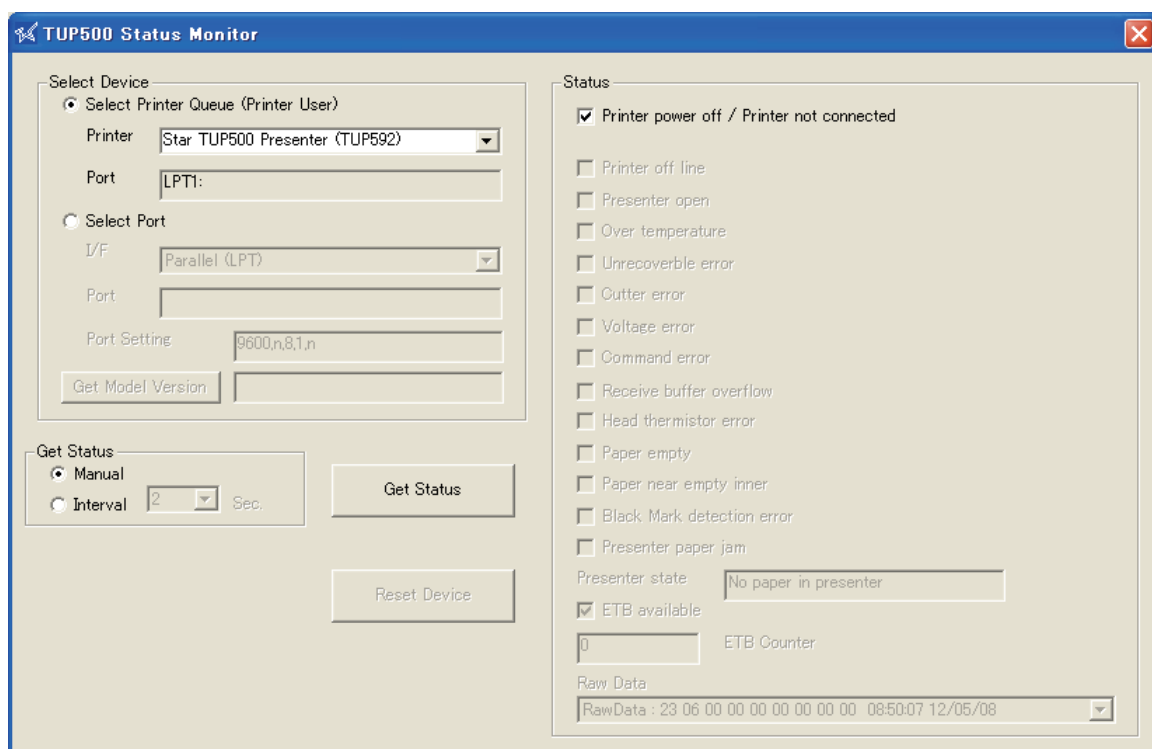 TUP500 Status Monitor
Select Device
Select Printer Queue (Printer User)
Printer
Star TUP500 Presenter (TUP592)
Port
LPT1:
Select Port
I/F
Parallel (LPT)
Port
Port Setting
9600,n,8,1,n
Get Model Version
Get Status
Manual
Interval
2
Sec.
Get Status
Reset Device
Status
Printer power off / Printer not connected
Printer off line
Presenter open
Over temperature
Unrecoverble error
Cutter error
Voltage error
Command error
Receive buffer overflow
Head thermistor error
Paper empty
Paper near empty inner
Black Mark detection error
Presenter paper jam
Presenter state
No paper in presenter
ETB available
0
ETB Counter
Raw Data
RawData : 23 06 00 00 00 00 00 00 00 08:50:07 12/05/08